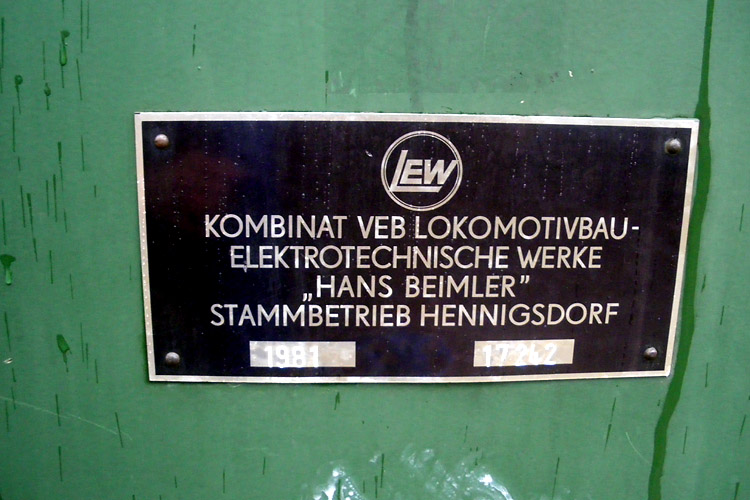 LEW
KOMBINAT VEB LOKOMOTIVBAU-
ELEKTROTECHNISCHE WERKE
„HANS BEIMLER”
STAMMBETRIEB HENNIGSDORF
1981 17242